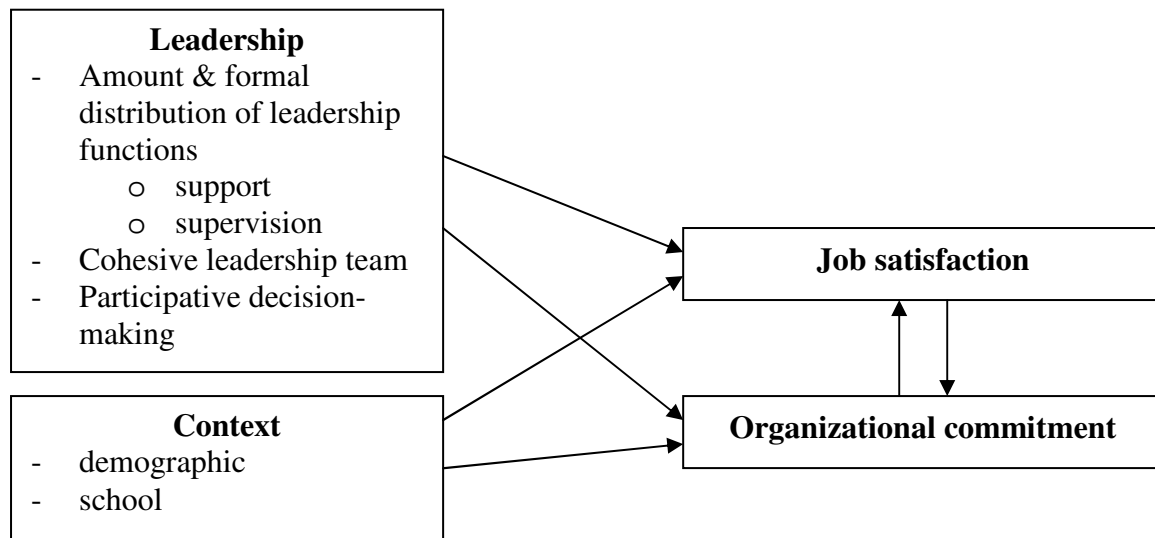 Leadership
- Amount & formal
distribution of leadership
functions
o support
o supervision
- Cohesive leadership team
- Participative decision-
making
Job satisfaction
Organizational commitment
Context
- demographic
- school